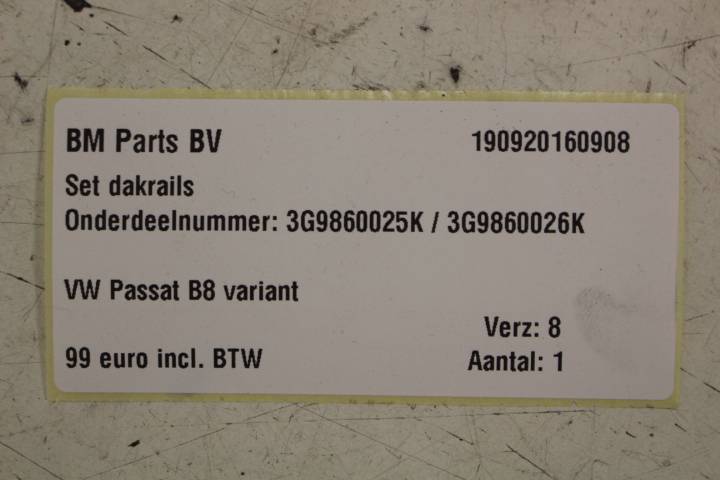 BM Parts BV 190920160908
Set dakrails
Onderdeelnummer: 3G9860025K / 3G9860026K
VW Passat B8 variant
Verz: 8
99 euro incl. BTW Aantal: 1